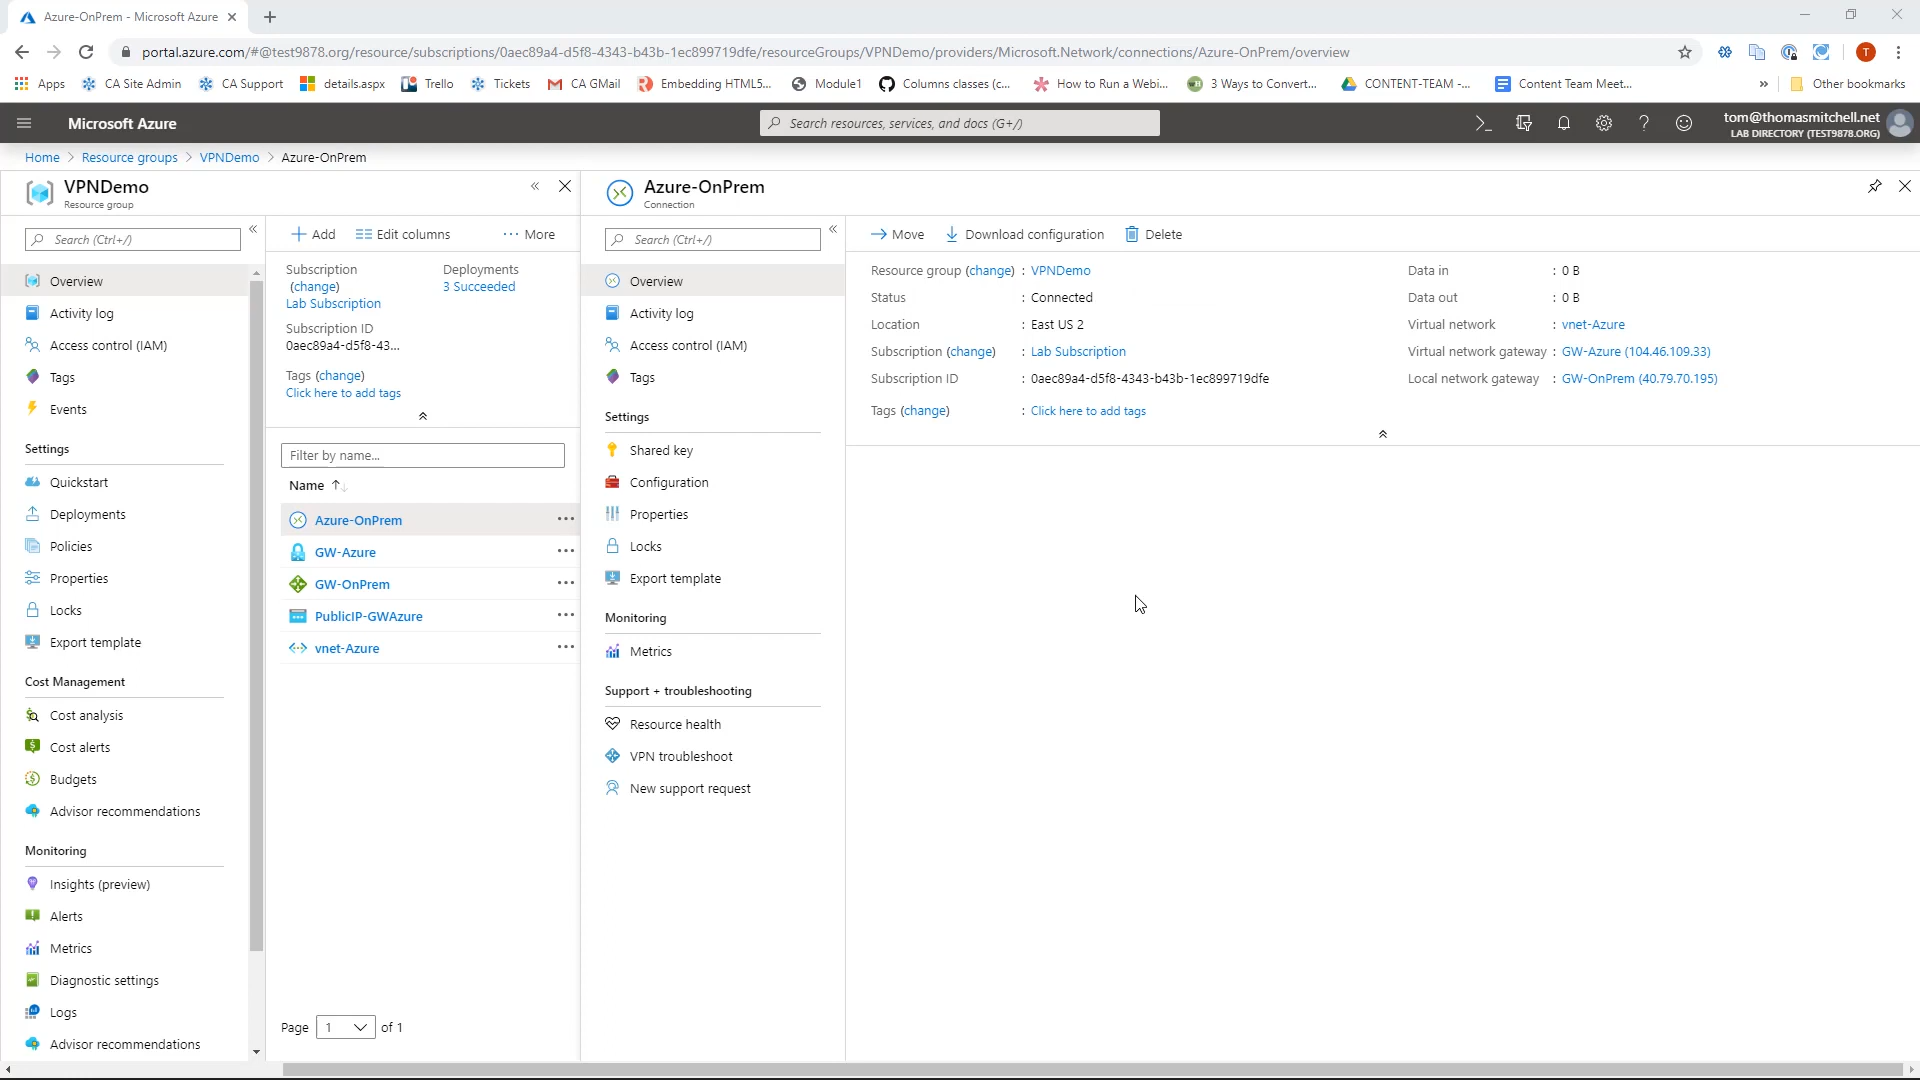 Azure-OnPrem - Microsoft Azure
portal.azure.com/#@test9878.org/resource/subscriptions/0aec89a4-d5f8-4343-b43b-1ec899719dfe/resourceGroups/VPNDemo/providers/Microsoft.Network/connections/Azure-OnPrem/overview
T
Apps CA Site Admin CA Support details.aspx Trello Tickets CA GMail Embedding HTML5... Module1 Columns classes (c... How to Run a Webi... 3 Ways to Convert... CONTENT-TEAM -... Content Team Meet... » Other bookmarks
Microsoft Azure
Search resources, services, and docs (G+/)
tom@thomasmitchell.net
LAB DIRECTORY (TEST9878.ORG)
Home > Resource groups > VPNDemo > Azure-OnPrem
VPNDemo
Resource group
Search (Ctrl+/)
Overview
Activity log
Access control (IAM)
Tags
Events
Settings
Quickstart
Deployments
Policies
Properties
Locks
Export template
Cost Management
Cost analysis
Cost alerts
Budgets
Advisor recommendations
Monitoring
Insights (preview)
Alerts
Metrics
Diagnostic settings
Logs
Advisor recommendations
Add Edit columns ... More
Subscription
(change)
Lab Subscription
Deployments
3 Succeeded
Subscription ID
0aec89a4-d5f8-43...
Tags (change)
Click here to add tags
Filter by name...
Name
Azure-OnPrem
GW-Azure
GW-OnPrem
PublicIP-GWAzure
vnet-Azure
Page 1 of 1
Azure-OnPrem
Connection
Search (Ctrl+/)
Overview
Activity log
Access control (IAM)
Tags
Settings
Shared key
Configuration
Properties
Locks
Export template
Monitoring
Metrics
Support + troubleshooting
Resource health
VPN troubleshoot
New support request
Move Download configuration Delete
Resource group (change) : VPNDemo
Status : Connected
Location : East US 2
Subscription (change) : Lab Subscription
Subscription ID : 0aec89a4-d5f8-4343-b43b-1ec899719dfe
Tags (change) : Click here to add tags
Data in : 0 B
Data out : 0 B
Virtual network : vnet-Azure
Virtual network gateway : GW-Azure (104.46.109.33)
Local network gateway : GW-OnPrem (40.79.70.195)